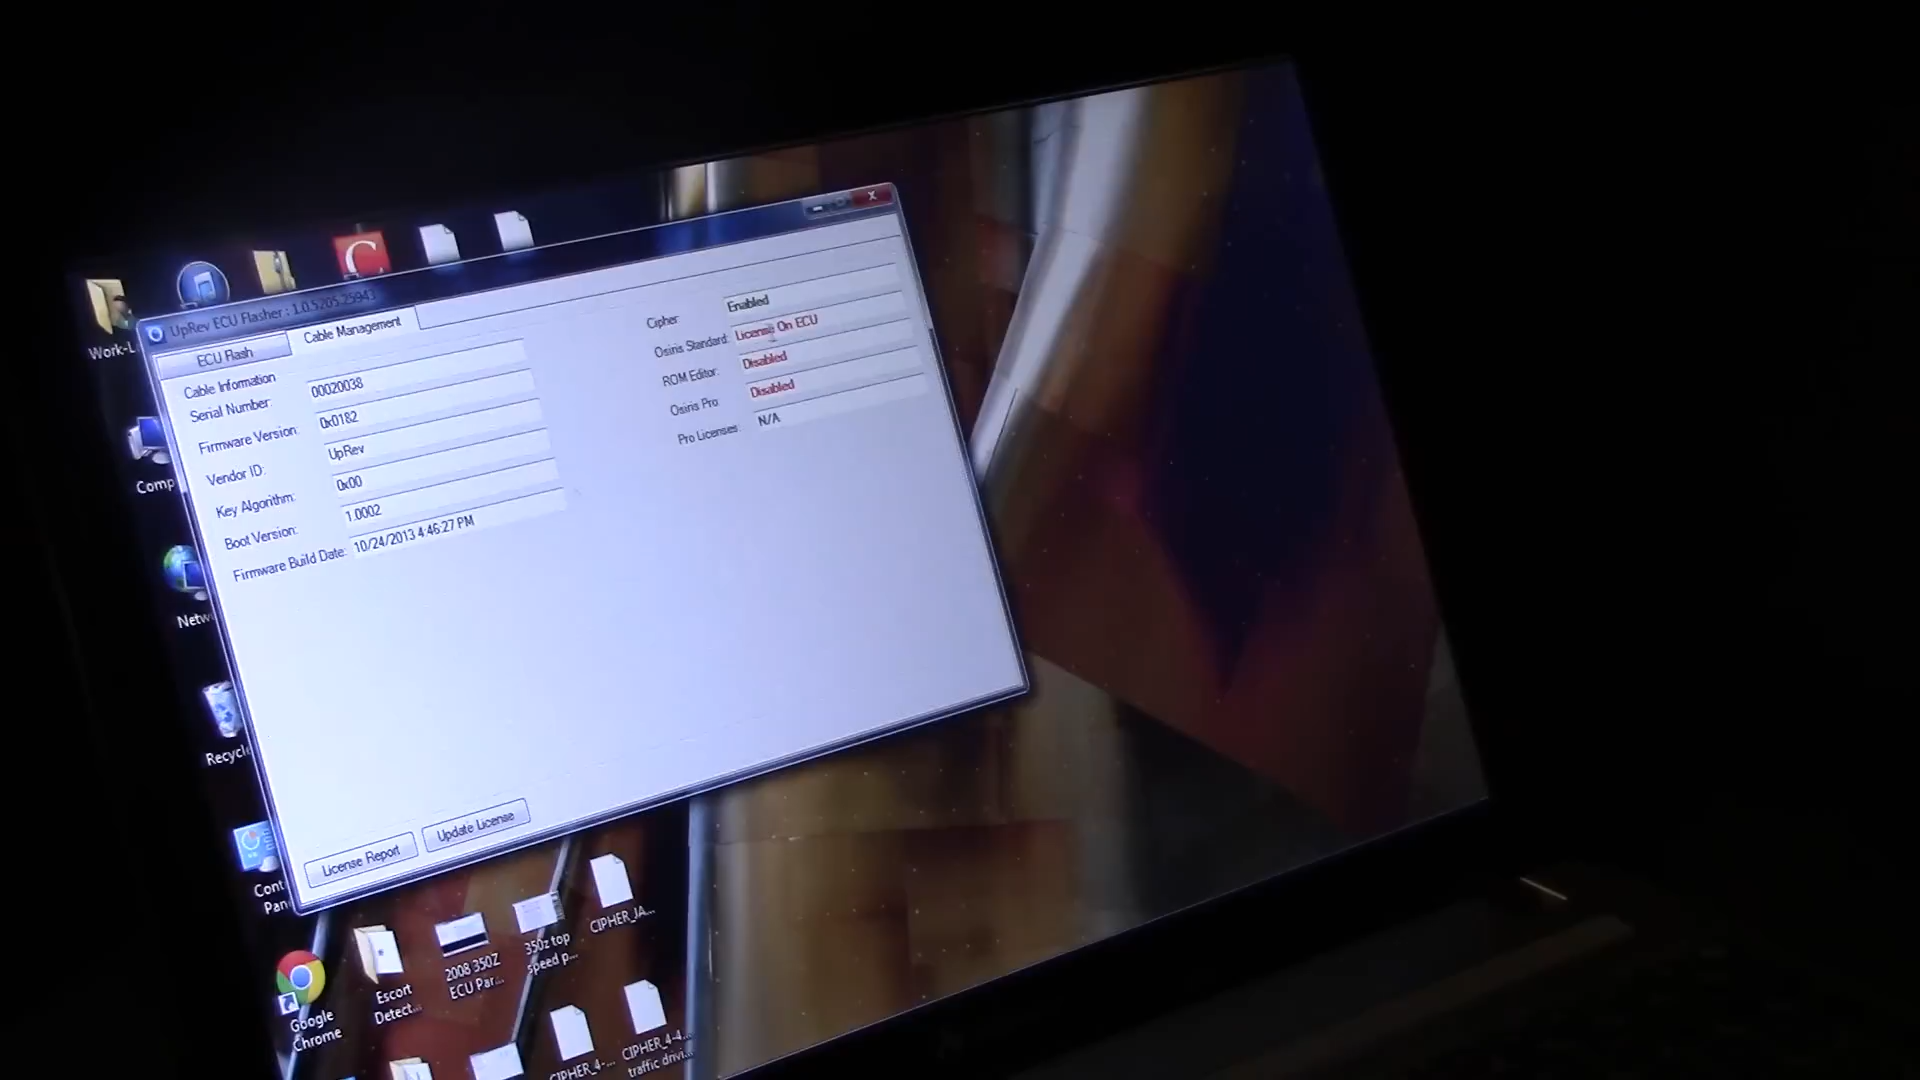 UpRev ECU Flasher : 1.0.5205.25943
ECU Flash
Cable Management
Cable Information
Serial Number: 00020038
Firmware Version: 0x0182
Vendor ID: UpRev
Key Algorithm: 0x00
Boot Version: 1.0002
Firmware Build Date: 10/24/2013 4:46:27 PM
Cipher Enabled
Osiris Standard: License On ECU
ROM Editor: Disabled
Osiris Pro: Disabled
Pro Licenses: N/A
License Report
Update License
Work-L
Comp
Netw
Recycle
Cont
Pan
Google
Chrome
Escort
Detect...
2008 350Z
ECU Par...
350z top
speed p...
CIPHER_JA...
CIPHER_4-...
CIPHER_4-4...
traffic drivi...